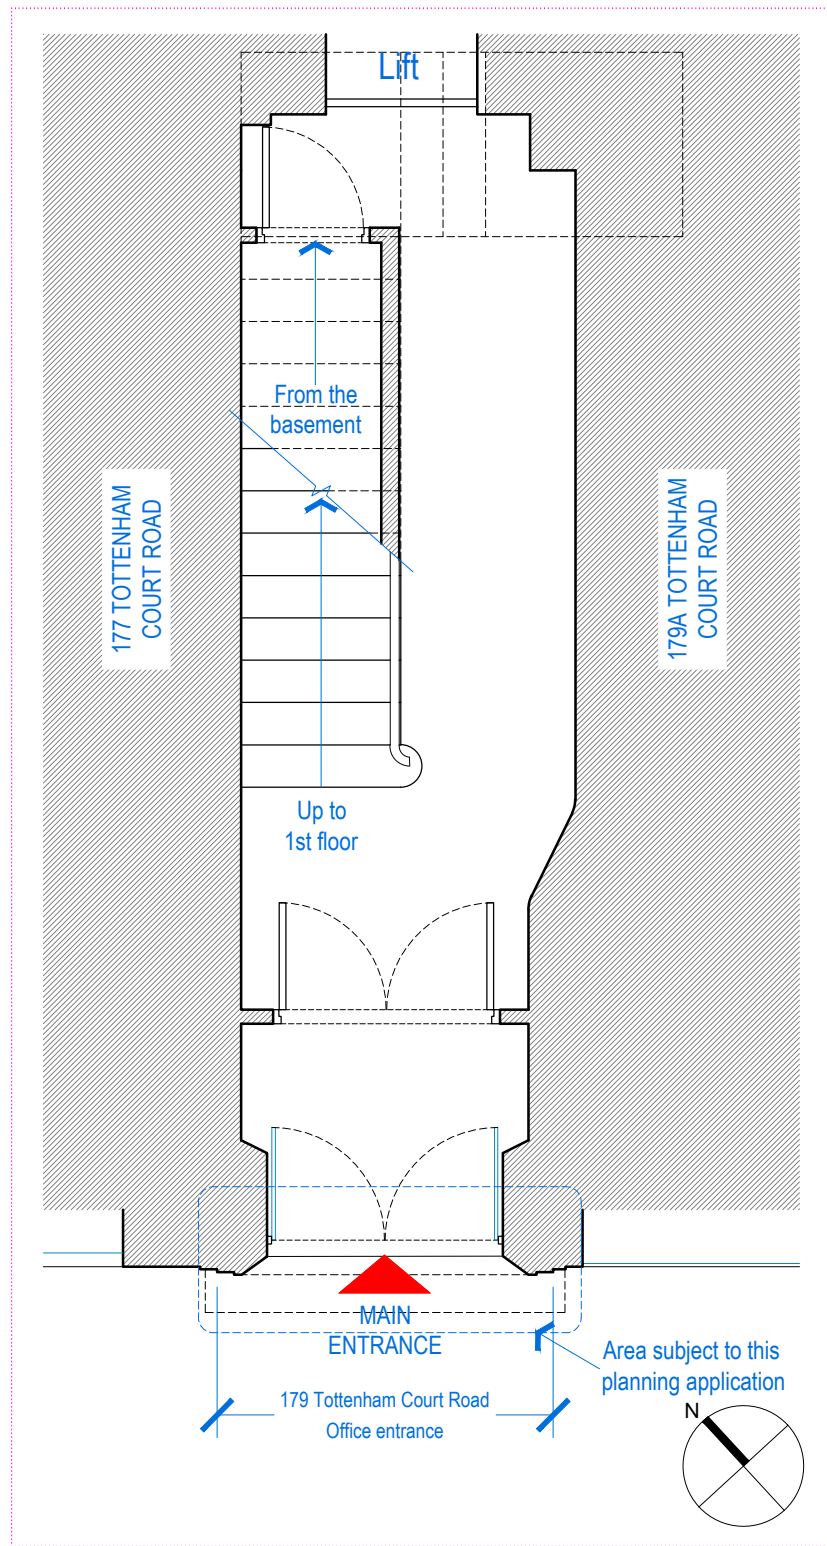 Lift
From the
basement
177 TOTTENHAM
COURT ROAD
179A TOTTENHAM
COURT ROAD
Up to
1st floor
MAIN
ENTRANCE
Area subject to this
planning application
179 Tottenham Court Road
Office entrance
N